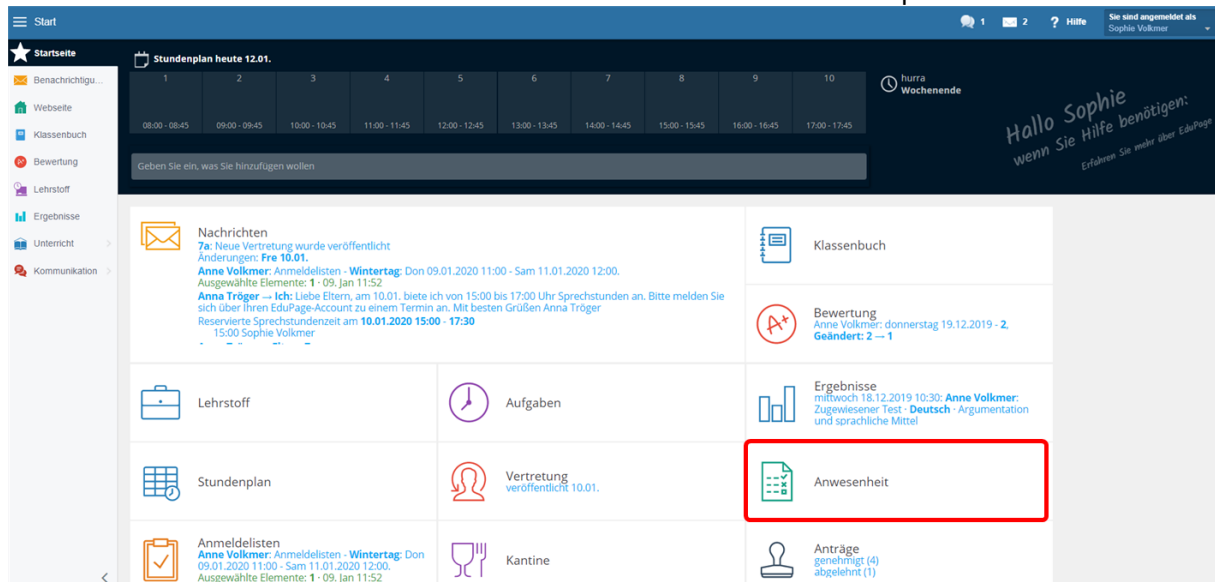 Start
1
2
? Hilfe
Sie sind angemeldet als
Sophie Volkmer
Startseite
Benachrichtigu...
Webseite
Klassenbuch
Bewertung
Lehrstoff
Ergebnisse
Unterricht
Kommunikation
Stundenplan heute 12.01.
1 2 3 4 5 6 7 8 9 10
08:00 - 08:45 09:00 - 09:45 10:00 - 10:45 11:00 - 11:45 12:00 - 12:45 13:00 - 13:45 14:00 - 14:45 15:00 - 15:45 16:00 - 16:45 17:00 - 17:45
hurra
Wochenende
Geben Sie ein, was Sie hinzufügen wollen
Hallo Sophie
wenn Sie Hilfe benötigen:
Erfahren Sie mehr über EduPage
Nachrichten
7a: Neue Vertretung wurde veröffentlicht
Änderungen: Fre 10.01.
Anne Volkmer: Anmeldelisten - Wintertag: Don 09.01.2020 11:00 - Sam 11.01.2020 12:00.
Ausgewählte Elemente: 1 · 09. Jan 11:52
Anna Tröger → Ich: Liebe Eltern, am 10.01. biete ich von 15:00 bis 17:00 Uhr Sprechstunden an. Bitte melden Sie
sich über Ihren EduPage-Account zu einem Termin an. Mit besten Grüßen Anna
Tröger
Reservierte Sprechstundenzeit am 10.01.2020 15:00 - 17:30
15:00 Sophie Volkmer
Klassenbuch
Bewertung
Anne Volkmer: donnerstag 19.12.2019 - 2,
Geändert: 2 → 1
Lehrstoff
Aufgaben
Ergebnisse
mittwoch 18.12.2019 10:30: Anne Volkmer:
Zugewiesener Test · Deutsch · Argumentation
und sprachliche Mittel
Stundenplan
Vertretung
veröffentlicht 10.01.
Anwesenheit
Anmeldelisten
Anne Volkmer: Anmeldelisten - Wintertag: Don
09.01.2020 11:00 - Sam 11.01.2020 12:00.
Ausgewählte Elemente: 1 · 09. Jan 11:52
Kantine
Anträge
genehmigt (4)
abgelehnt (1)